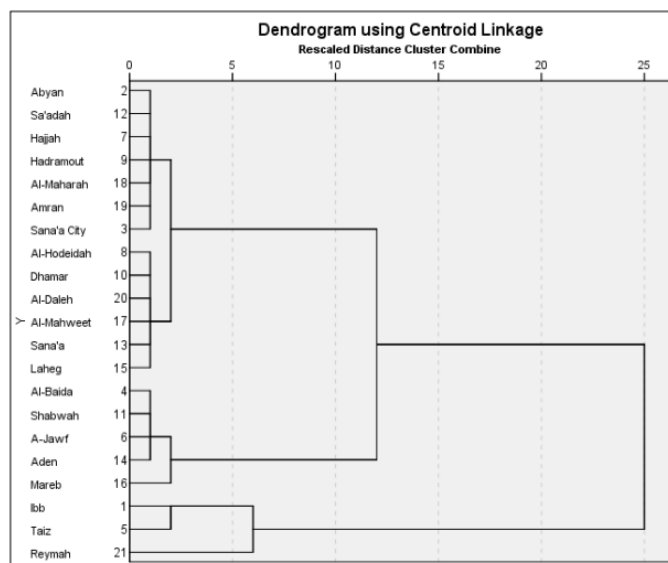 Dendrogram using Centroid Linkage
Rescaled Distance Cluster Combine
0 5 10 15 20 25
Abyan 2
Sa'adah 12
Hajjah 7
Hadramout 9
Al-Maharah 18
Amran 19
Sana'a City 3
Al-Hodeidah 8
Dhamar 10
Al-Daleh 20
Y
Al-Mahweet 17
Sana'a 13
Laheg 15
Al-Baida 4
Shabwah 11
A-Jawf 6
Aden 14
Mareb 16
Ibb 1
Taiz 5
Reymah 21